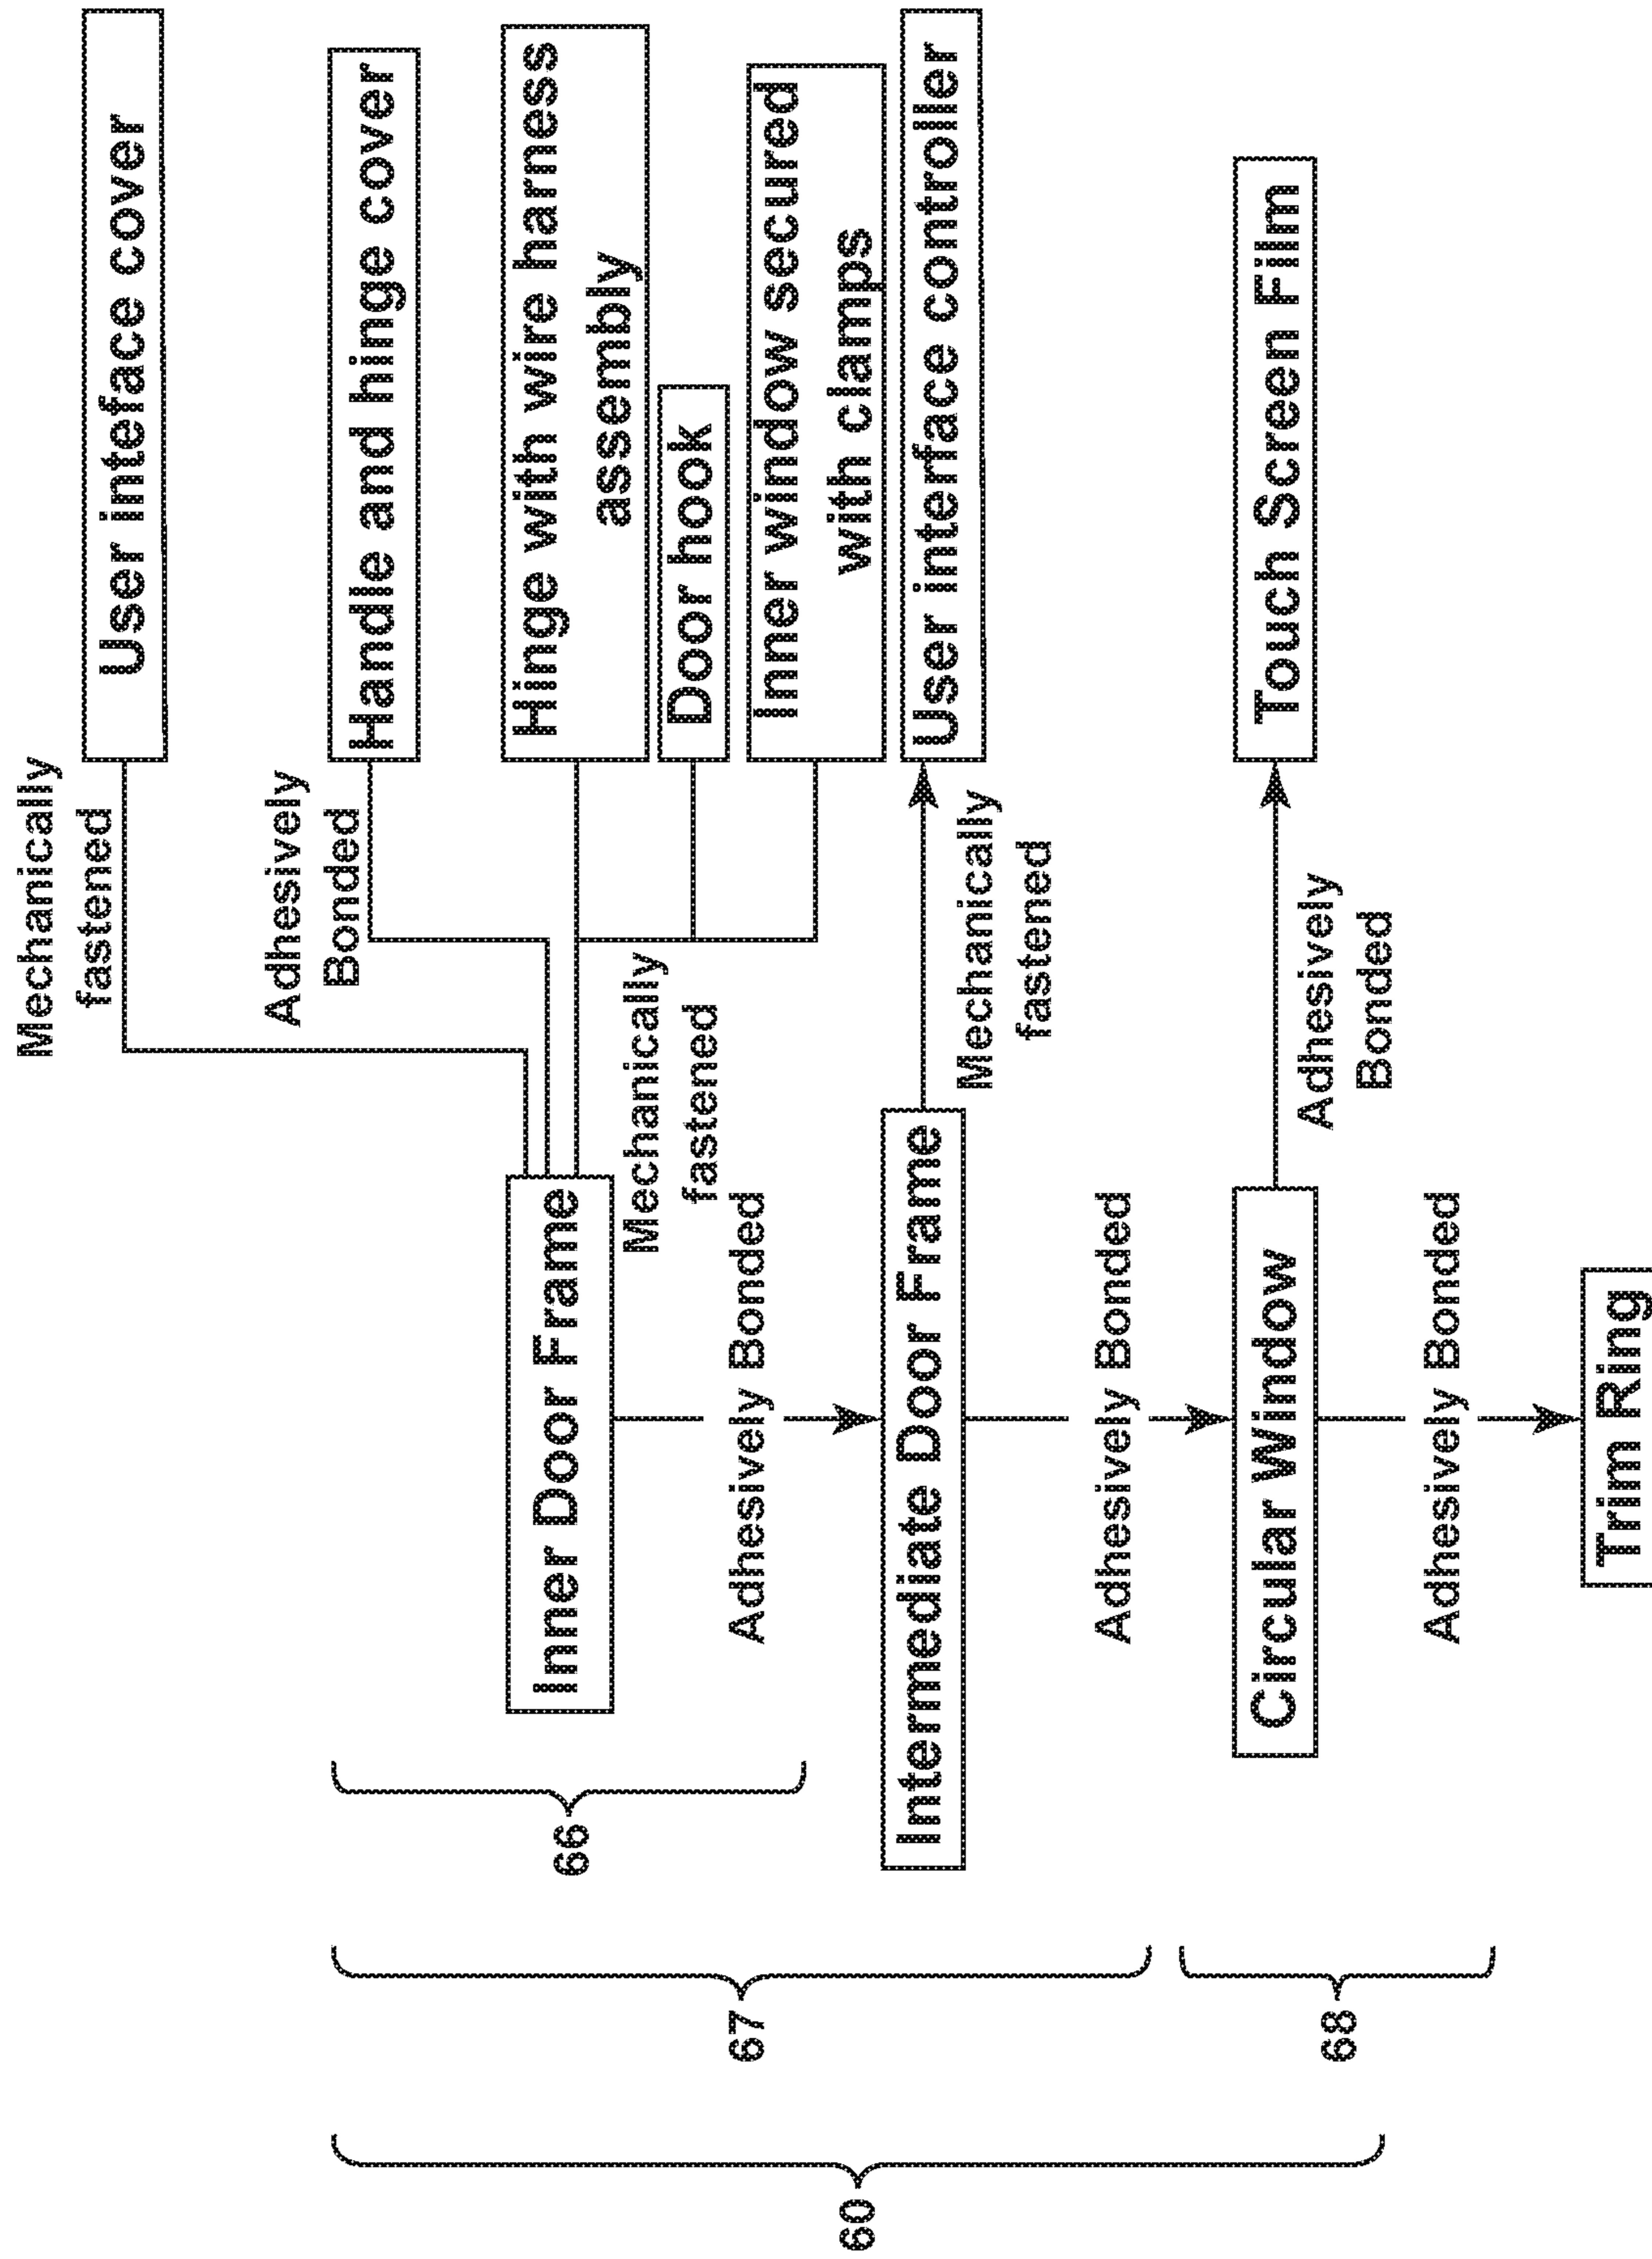 Mechanically
fastened
User inteface cover
Adhesively
Bonded
Handle and hinge cover
Hinge with wire harness
assembly
Inner Door Frame
66
Mechanically
fastened
Door hook
67
Adhesively Bonded
Inner window secured
with clamps
60
Intermediate Door Frame
User interface controller
Mechanically
fastened
Adhesively Bonded
Circular Window
Touch Screen Film
Adhesively
Bonded
68
Adhesively Bonded
Trim Ring